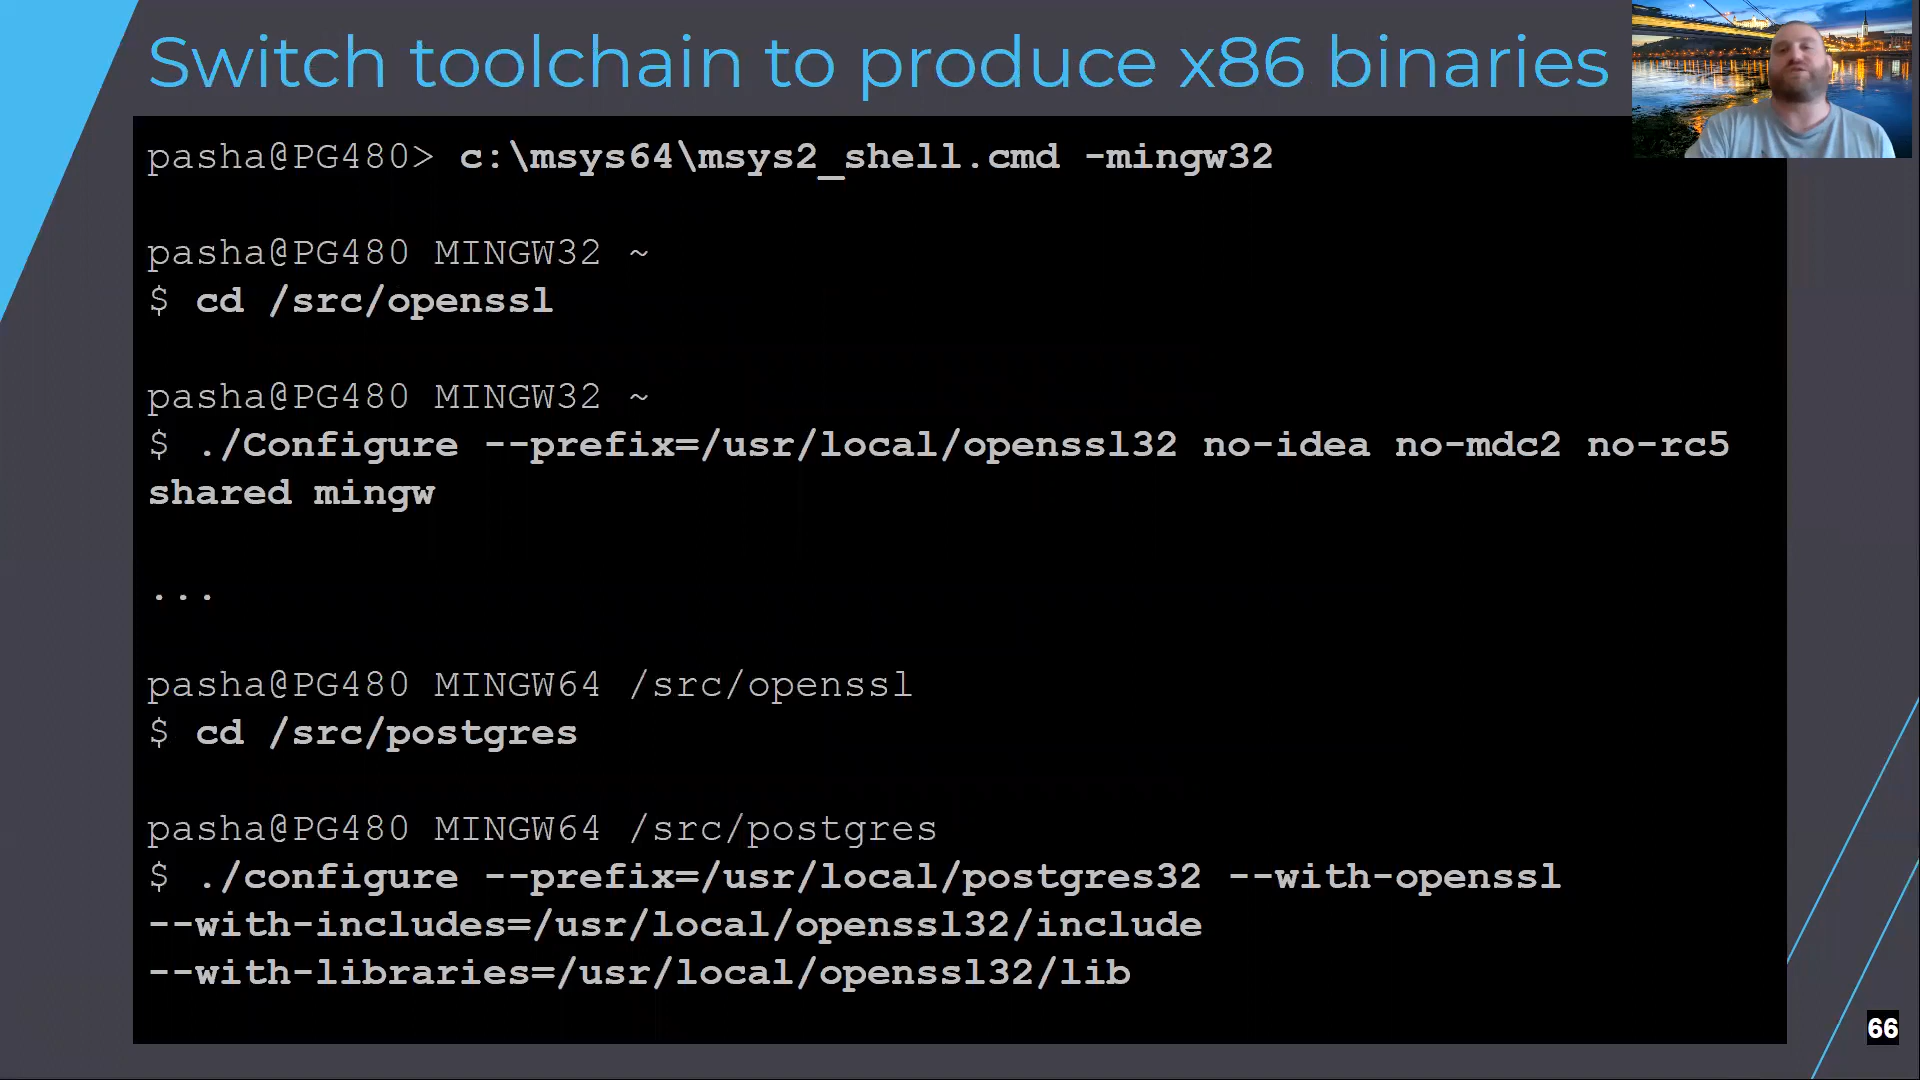 Switch toolchain to produce x86 binaries
pasha@PG480> c:\msys64\msys2_shell.cmd -mingw32
pasha@PG480 MINGW32 ~
$ cd /src/openssl
pasha@PG480 MINGW32 ~
$ ./Configure --prefix=/usr/local/openssl32 no-idea no-mdc2 no-rc5
shared mingw
...
pasha@PG480 MINGW64 /src/openssl
$ cd /src/postgres
pasha@PG480 MINGW64 /src/postgres
$ ./configure --prefix=/usr/local/postgres32 --with-openssl
--with-includes=/usr/local/openssl32/include
--with-libraries=/usr/local/openssl32/lib
66